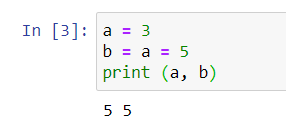 In [3]: a = 3
b = a = 5
print (a, b)
5 5